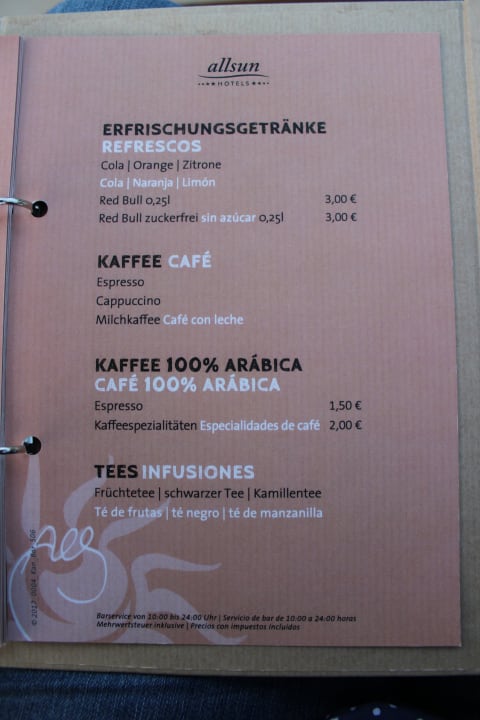 allsun
HOTELS
ERFRISCHUNGSGETRÄNKE
REFRESCOS
Cola | Orange | Zitrone
Cola | Naranja | Limón
Red Bull 0,25l 3,00 €
Red Bull zuckerfrei sin azúcar 0,25l 3,00 €
KAFFEE CAFÉ
Espresso
Cappuccino
Milchkaffee Café con leche
KAFFEE 100% ARÁBICA
CAFÉ 100% ARÁBICA
Espresso 1,50 €
Kaffeespezialitäten Especialidades de café 2,00 €
TEES INFUSIONES
Früchtetee | schwarzer Tee | Kamillentee
Té de frutas | té negro | té de manzanilla
Barservice von 10:00 bis 24:00 Uhr | Servicio de bar de 10:00 a 24:00 horas
Mehrwertsteuer inklusive | Precios con impuestos incluidos